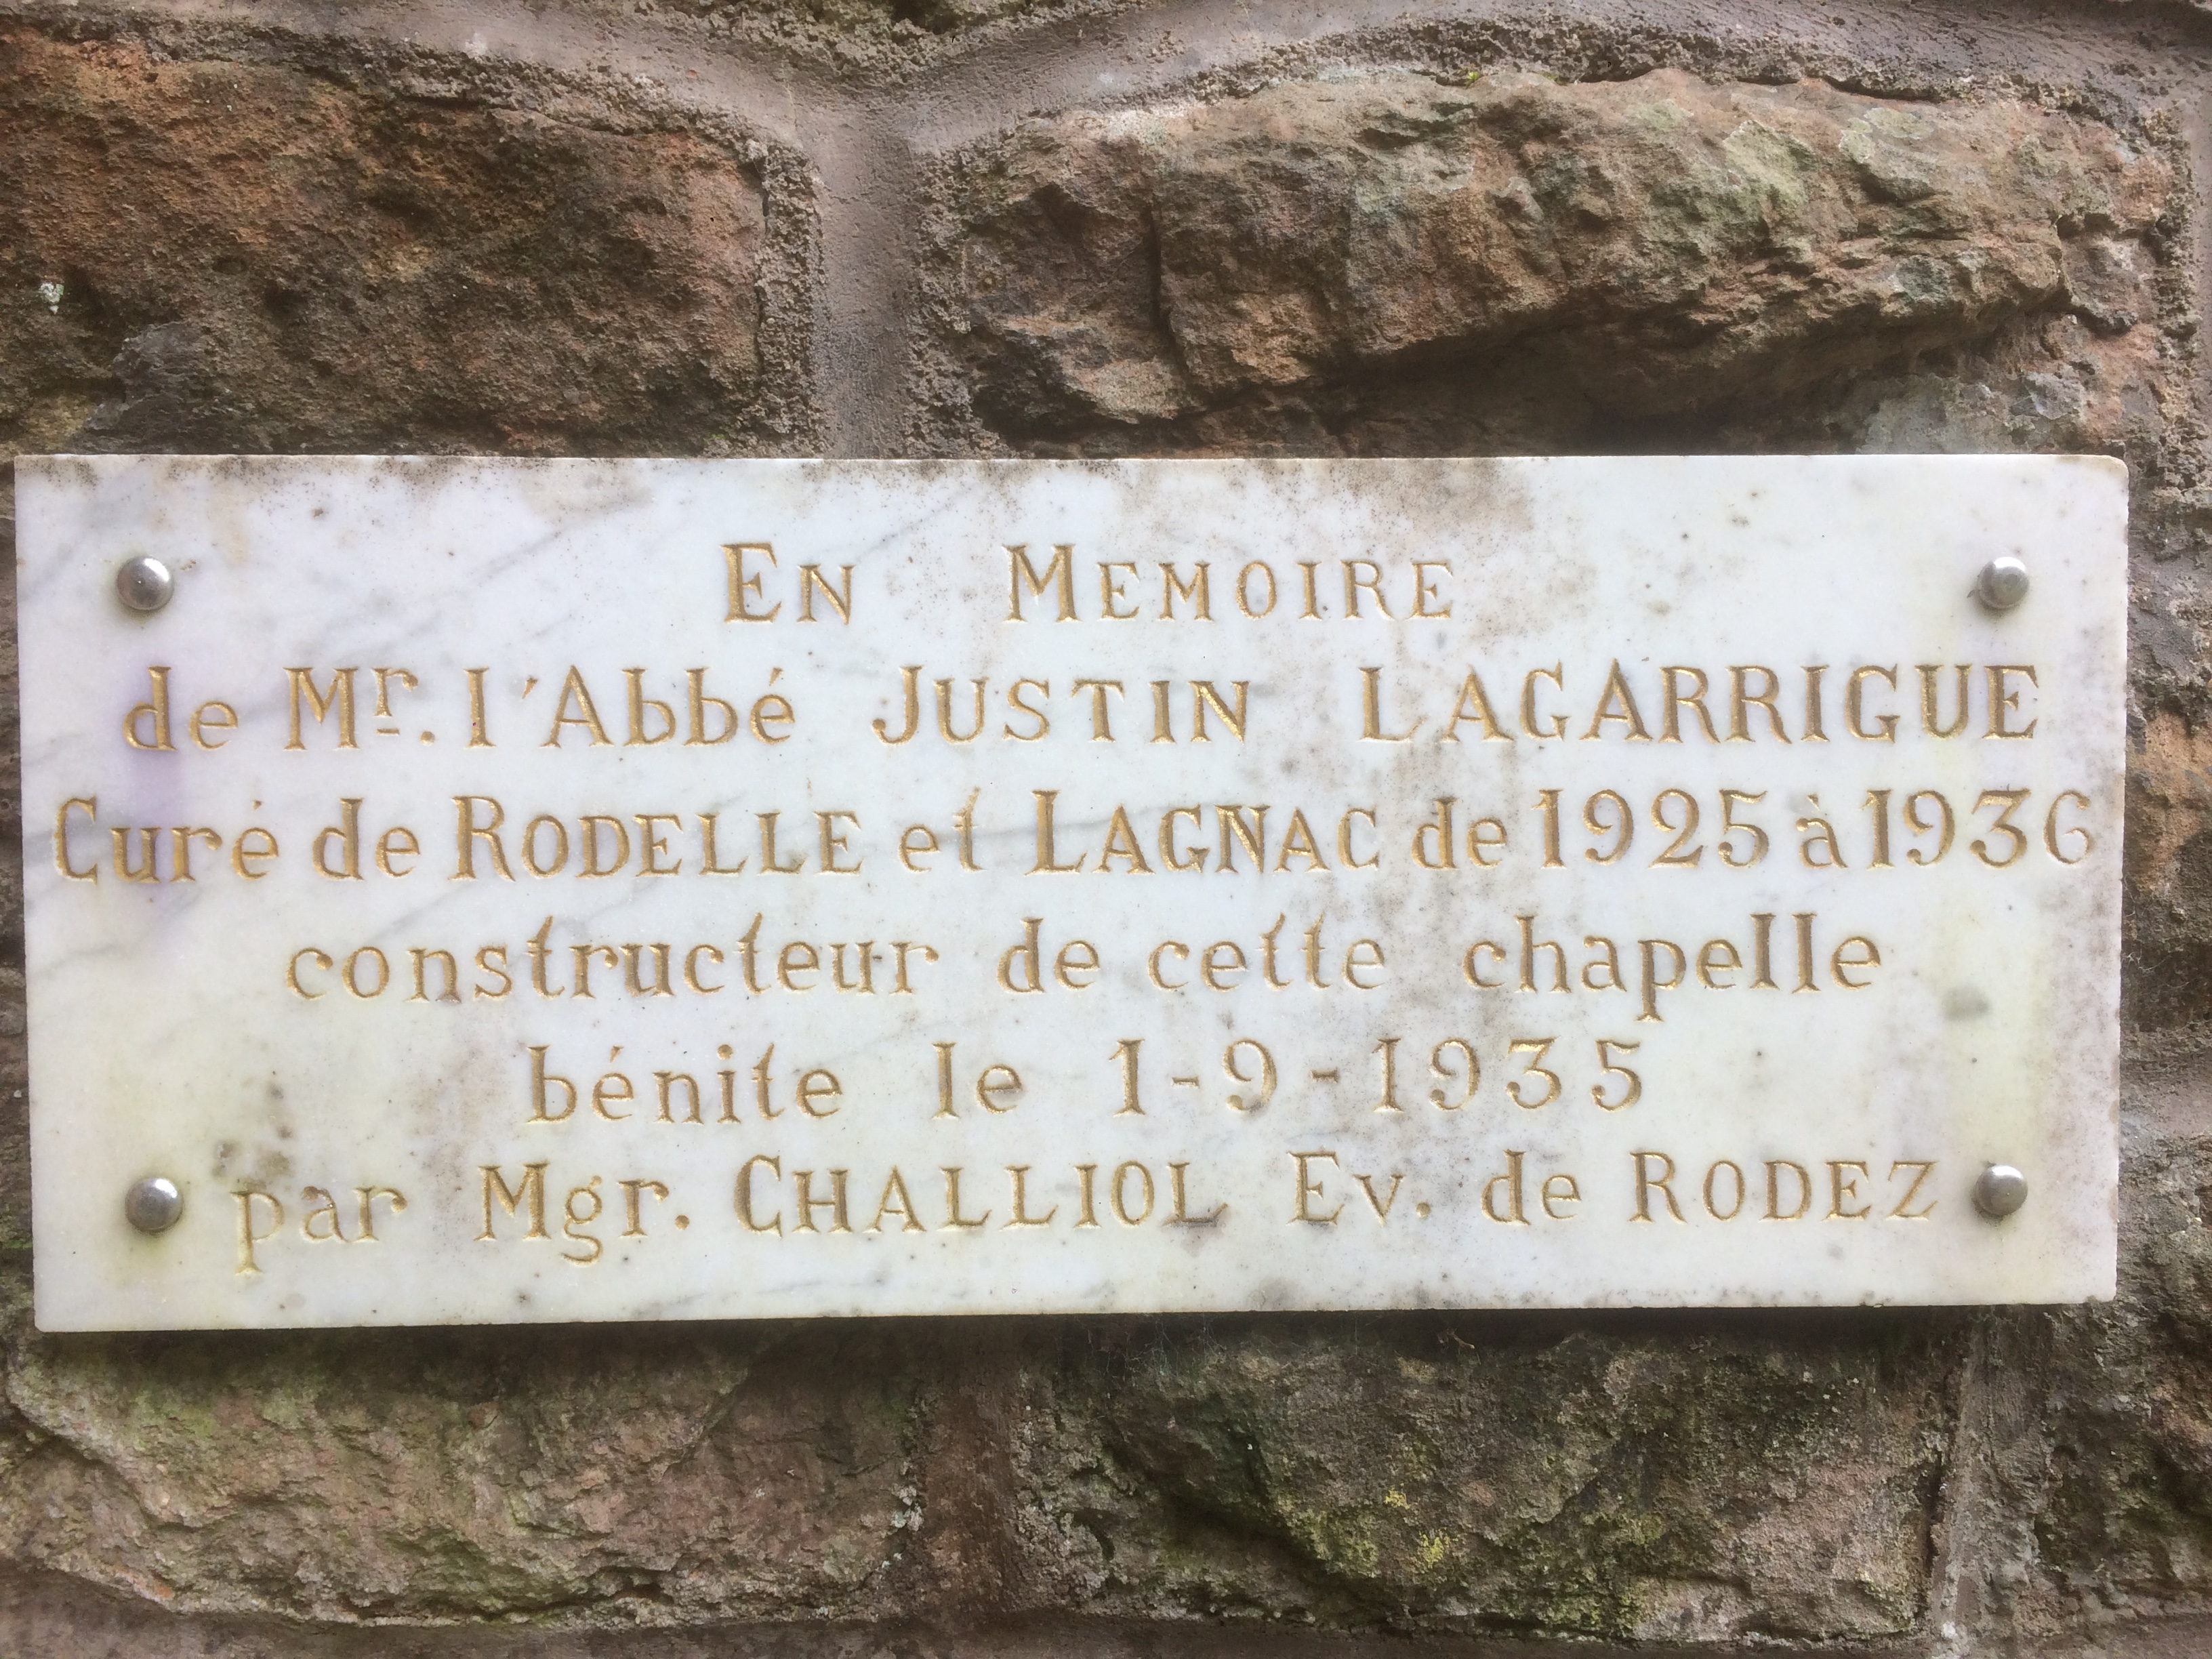 EN MEMOIRE
de Mr. l'Abbé JUSTIN LAGARRIGUE
Curé de RODELLE et LAGNAC de 1925 à 1936
constructeur de cette chapelle
bénite le 1-9-1935
par Mgr. CHALLIOL EV. de RODEZ